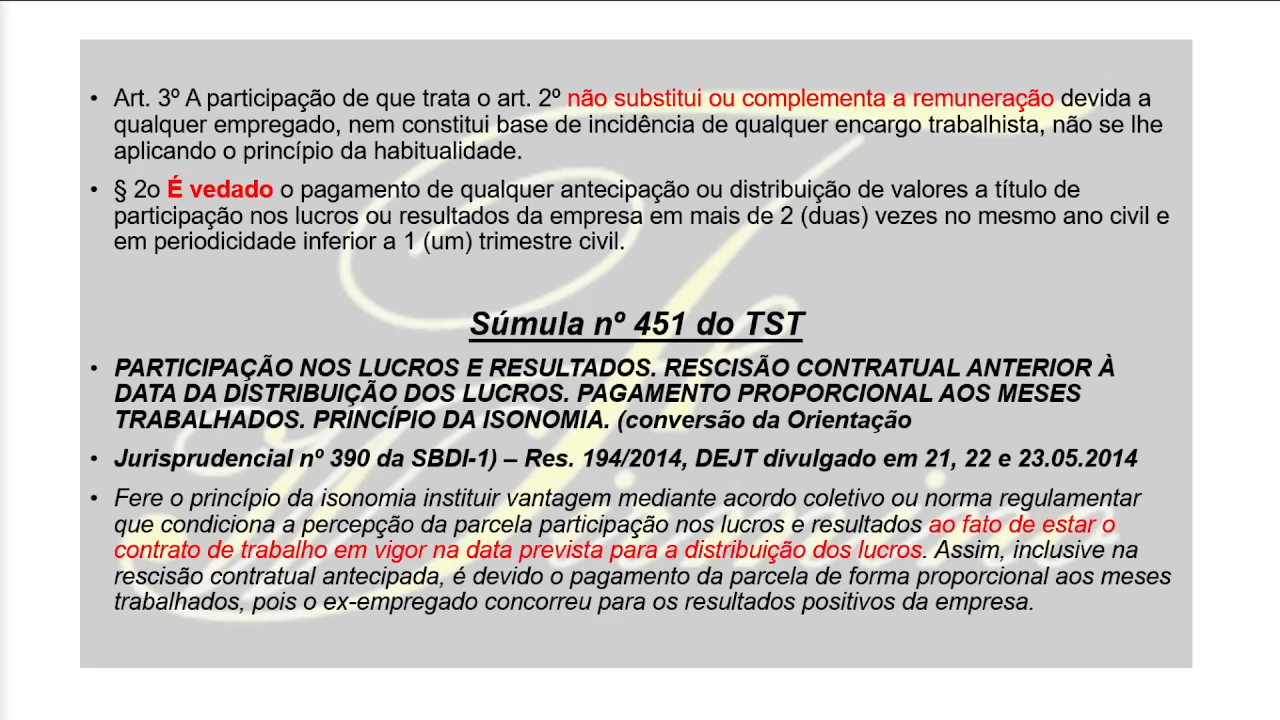 • Art. 3º A participação de que trata o art. 2º não substitui ou complementa a remuneração devida a
qualquer empregado, nem constitui base de incidência de qualquer encargo trabalhista, não se lhe
aplicando o princípio da habitualidade.
• § 2o É vedado o pagamento de qualquer antecipação ou distribuição de valores a título de
participação nos lucros ou resultados da empresa em mais de 2 (duas) vezes no mesmo ano civil e
em periodicidade inferior a 1 (um) trimestre civil.
Súmula nº 451 do TST
• PARTICIPAÇÃO NOS LUCROS E RESULTADOS. RESCISÃO CONTRATUAL ANTERIOR À
DATA DA DISTRIBUIÇÃO DOS LUCROS. PAGAMENTO PROPORCIONAL AOS MESES
TRABALHADOS. PRINCÍPIO DA ISONOMIA. (conversão da Orientação
• Jurisprudencial nº 390 da SBDI-1) – Res. 194/2014, DEJT divulgado em 21, 22 e 23.05.2014
• Fere o princípio da isonomia instituir vantagem mediante acordo coletivo ou norma regulamentar
que condiciona a percepção da parcela participação nos lucros e resultados ao fato de estar o
contrato de trabalho em vigor na data prevista para a distribuição dos lucros. Assim, inclusive na
rescisão contratual antecipada, é devido o pagamento da parcela de forma proporcional aos meses
trabalhados, pois o ex-empregado concorreu para os resultados positivos da empresa.